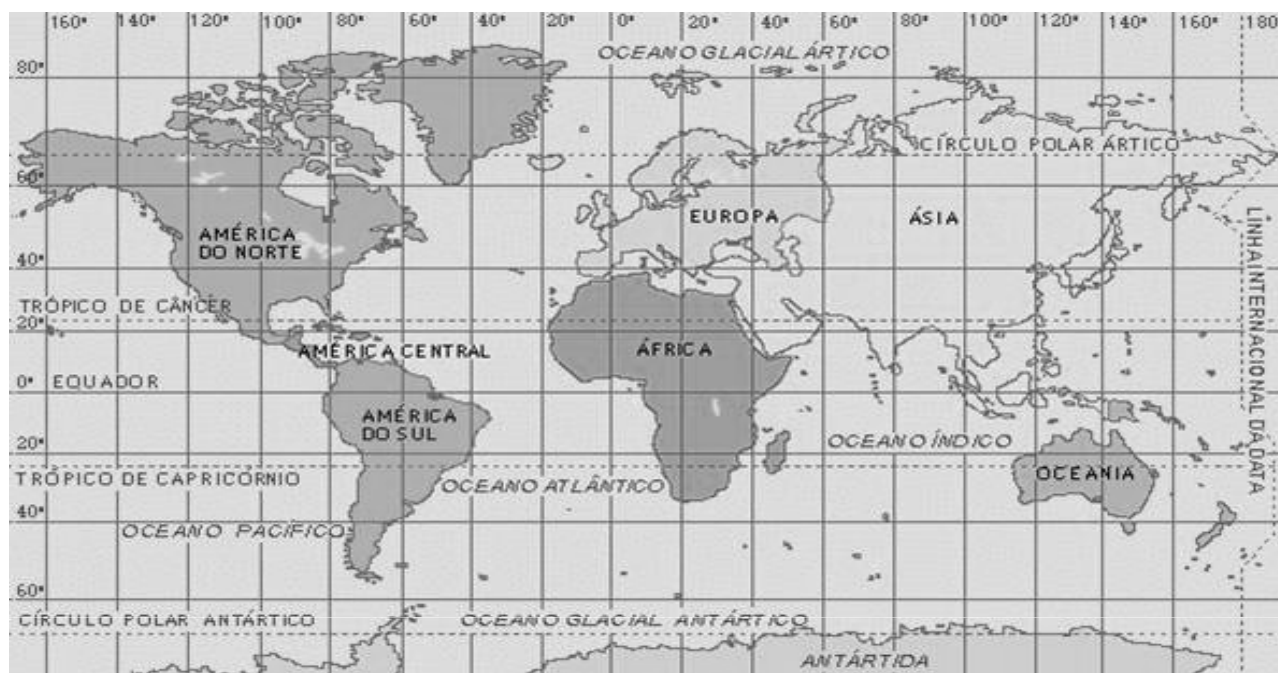 160° 140° 120° 100° 80° 60° 40° 20° 0° 20° 40° 60° 80° 100° 120° 140° 160° 180°
OCEANO GLACIAL ÁRTICO
80°
CÍRCULO POLAR ÁRTICO
60°
EUROPA ÁSIA
AMÉRICA
DO NORTE
LINHA INTERNACIONAL DA DATA
40°
TRÓPICO DE CÂNCER
20°
AMÉRICA CENTRAL ÁFRICA
0° EQUADOR
AMÉRICA
DO SUL
OCEANO ÍNDICO
20°
TRÓPICO DE CAPRICÓRNIO
OCEANO ATLÂNTICO
OCEANIA
40°
OCEANO PACÍFICO
60°
CÍRCULO POLAR ANTÁRTICO
OCEANO GLACIAL ANTÁRTICO
ANTÁRTIDA